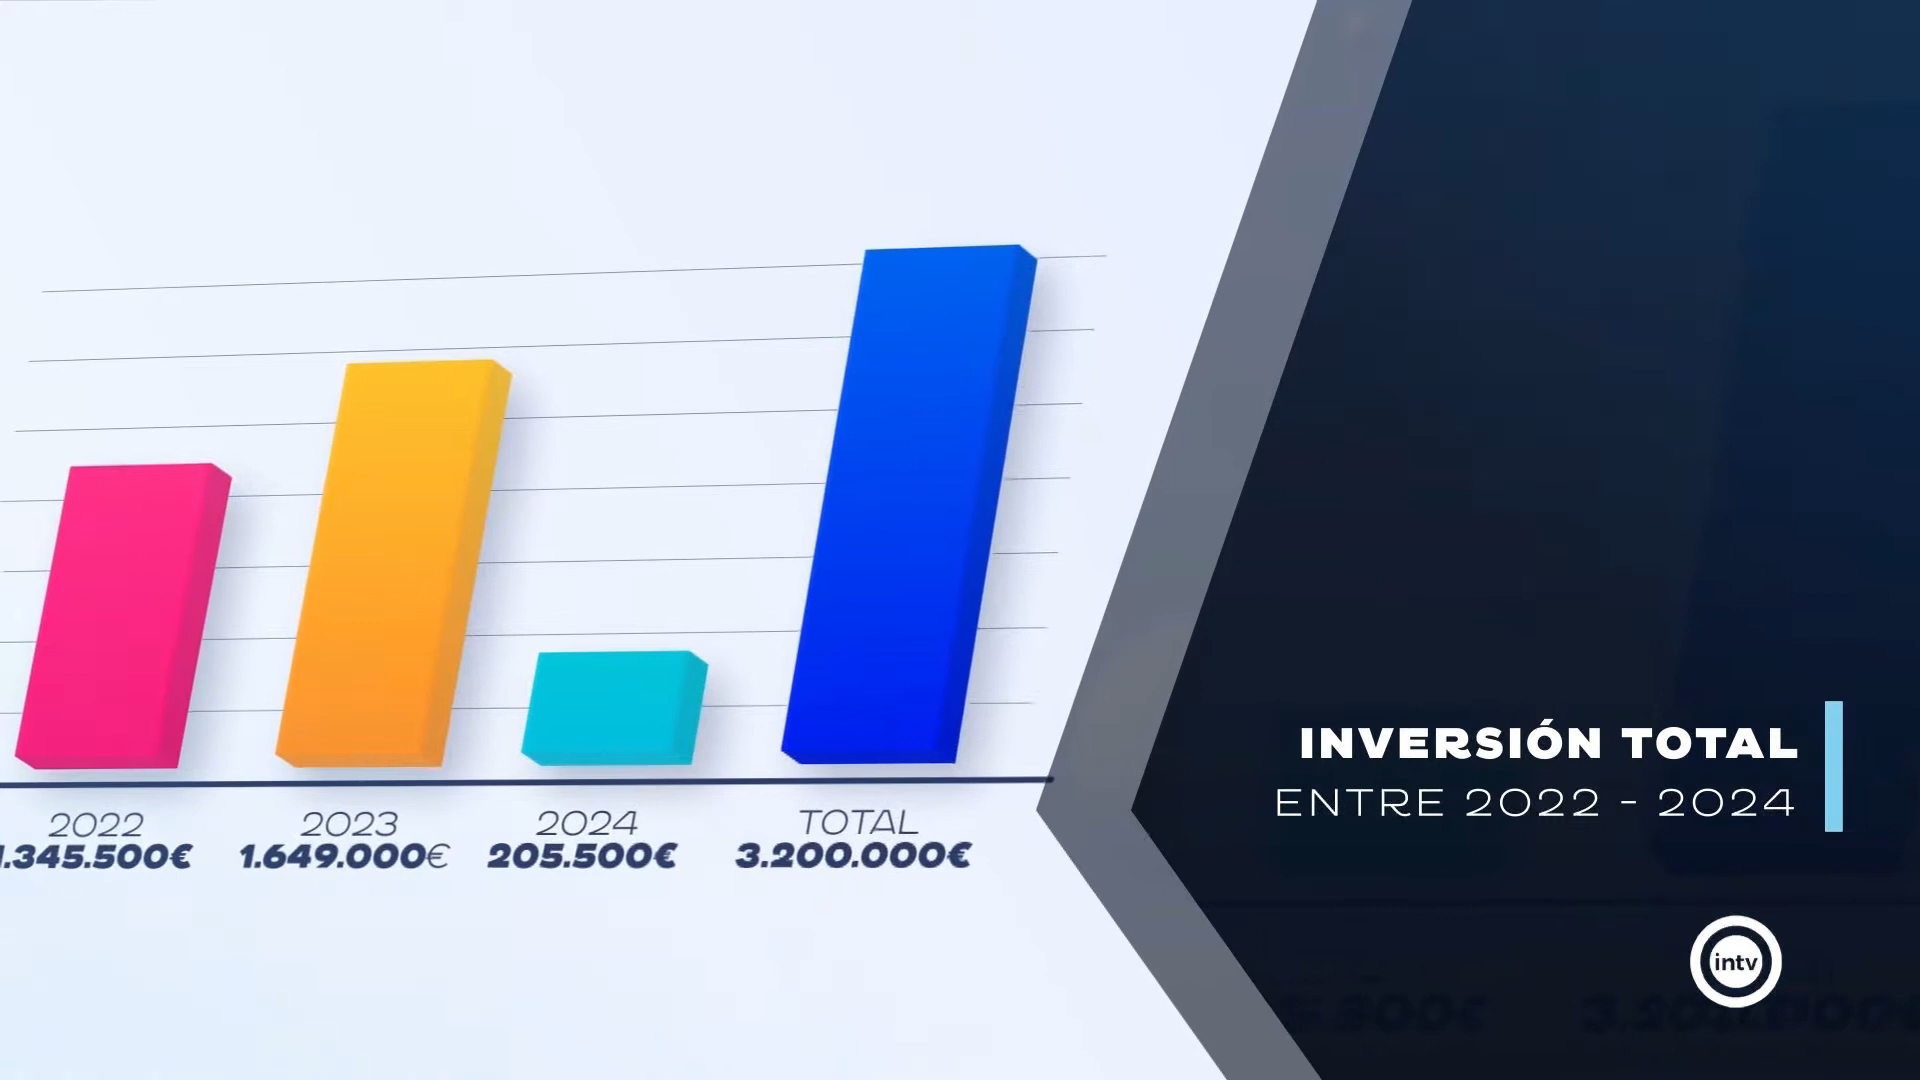 2022 2023 2024 TOTAL
1.345.500€ 1.649.000€ 205.500€ 3.200.000€
INVERSIÓN TOTAL
ENTRE 2022 - 2024
intv